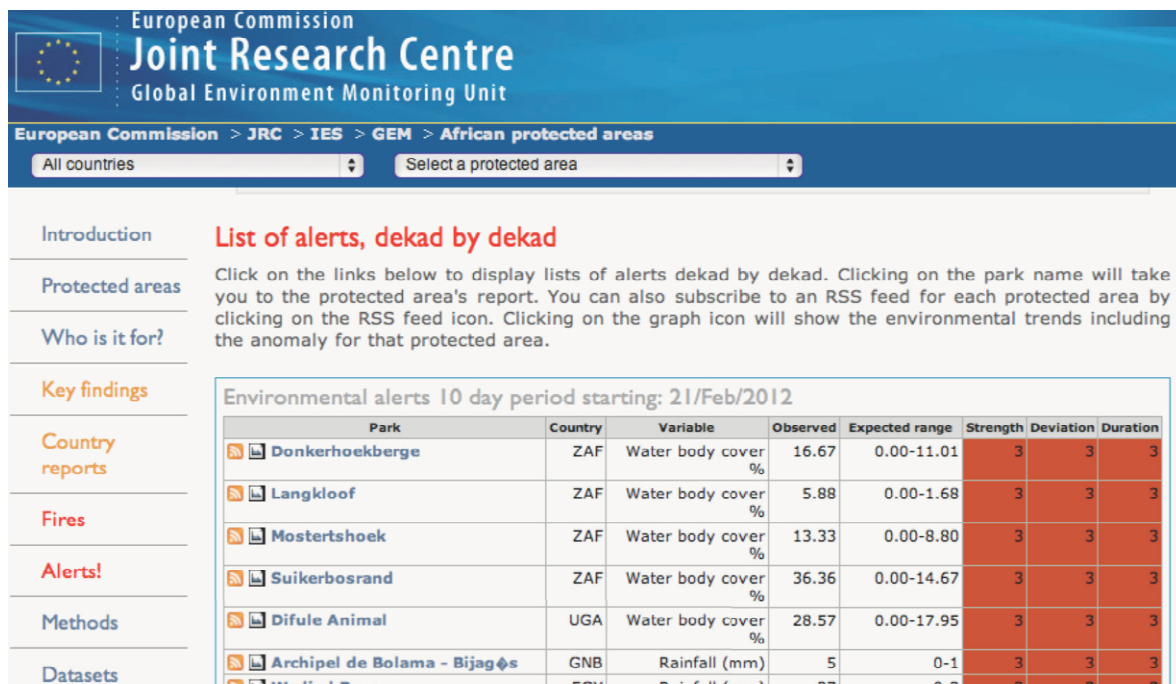 European Commission
Joint Research Centre
Global Environment Monitoring Unit
European Commission > JRC > IES > GEM > African protected areas
All countries Select a protected area
Introduction
Protected areas
Who is it for?
Key findings
Country
reports
Fires
Alerts!
Methods
Datasets
List of alerts, dekad by dekad
Click on the links below to display lists of alerts dekad by dekad. Clicking on the park name will take
you to the protected area's report. You can also subscribe to an RSS feed for each protected area by
clicking on the RSS feed icon. Clicking on the graph icon will show the environmental trends including
the anomaly for that protected area.
Environmental alerts 10 day period starting: 21/Feb/2012
Park Country Variable Observed Expected range Strength Deviation Duration
Donkerhoekberge ZAF Water body cover 16.67 0.00-11.01 3 3 3
%
Langkloof ZAF Water body cover 5.88 0.00-1.68 3 3 3
%
Mostertshoek ZAF Water body cover 13.33 0.00-8.80 3 3 3
%
Suikerbosrand ZAF Water body cover 36.36 0.00-14.67 3 3 3
%
Difule Animal UGA Water body cover 28.57 0.00-17.95 3 3 3
%
Archipel de Bolama - Bijag�s GNB Rainfall (mm) 5 0-1 3 3 3